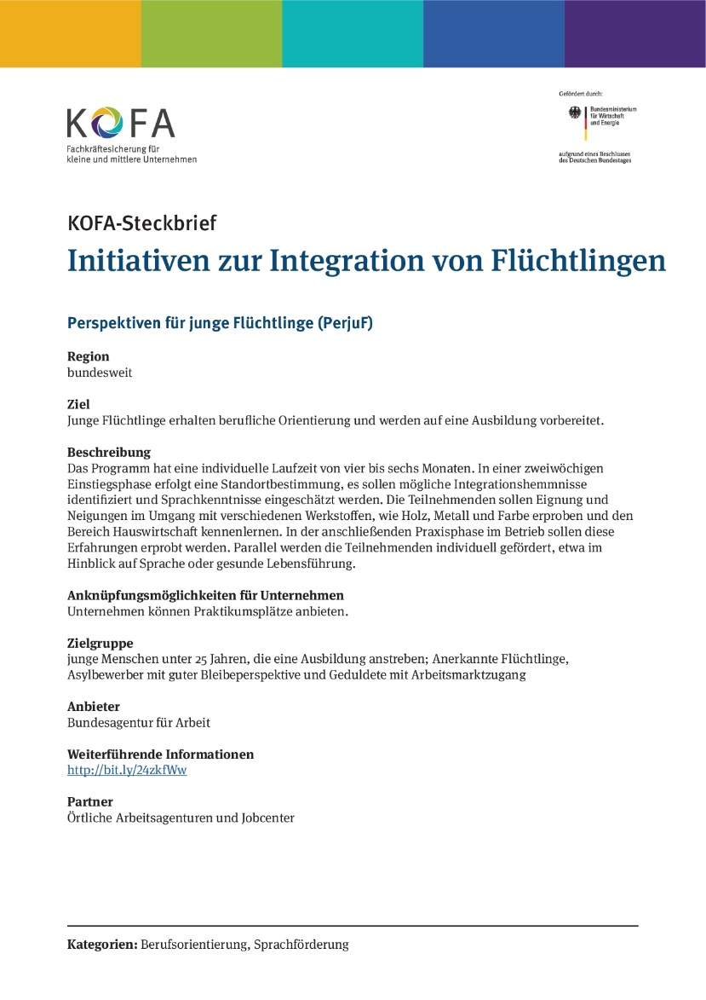 KOFA
Fachkräftesicherung für
kleine und mittlere Unternehmen
Gefördert durch:
Bundesministerium
für Wirtschaft
und Energie
aufgrund eines Beschlusses
des Deutschen Bundestages
KOFA-Steckbrief
Initiativen zur Integration von Flüchtlingen
Perspektiven für junge Flüchtlinge (PerjuF)
Region
bundesweit
Ziel
Junge Flüchtlinge erhalten berufliche Orientierung und werden auf eine Ausbildung vorbereitet.
Beschreibung
Das Programm hat eine individuelle Laufzeit von vier bis sechs Monaten. In einer zweiwöchigen
Einstiegsphase erfolgt eine Standortbestimmung, es sollen mögliche Integrationshemmnisse
identifiziert und Sprachkenntnisse eingeschätzt werden. Die Teilnehmenden sollen Eignung und
Neigungen im Umgang mit verschiedenen Werkstoffen, wie Holz, Metall und Farbe erproben und den
Bereich Hauswirtschaft kennenlernen. In der anschließenden Praxisphase im Betrieb sollen diese
Erfahrungen erprobt werden. Parallel werden die Teilnehmenden individuell gefördert, etwa im
Hinblick auf Sprache oder gesunde Lebensführung.
Anknüpfungsmöglichkeiten für Unternehmen
Unternehmen können Praktikumsplätze anbieten.
Zielgruppe
junge Menschen unter 25 Jahren, die eine Ausbildung anstreben; Anerkannte Flüchtlinge,
Asylbewerber mit guter Bleibeperspektive und Geduldete mit Arbeitsmarktzugang
Anbieter
Bundesagentur für Arbeit
Weiterführende Informationen
http://bit.ly/24zkfWw
Partner
Örtliche Arbeitsagenturen und Jobcenter
Kategorien: Berufsorientierung, Sprachförderung